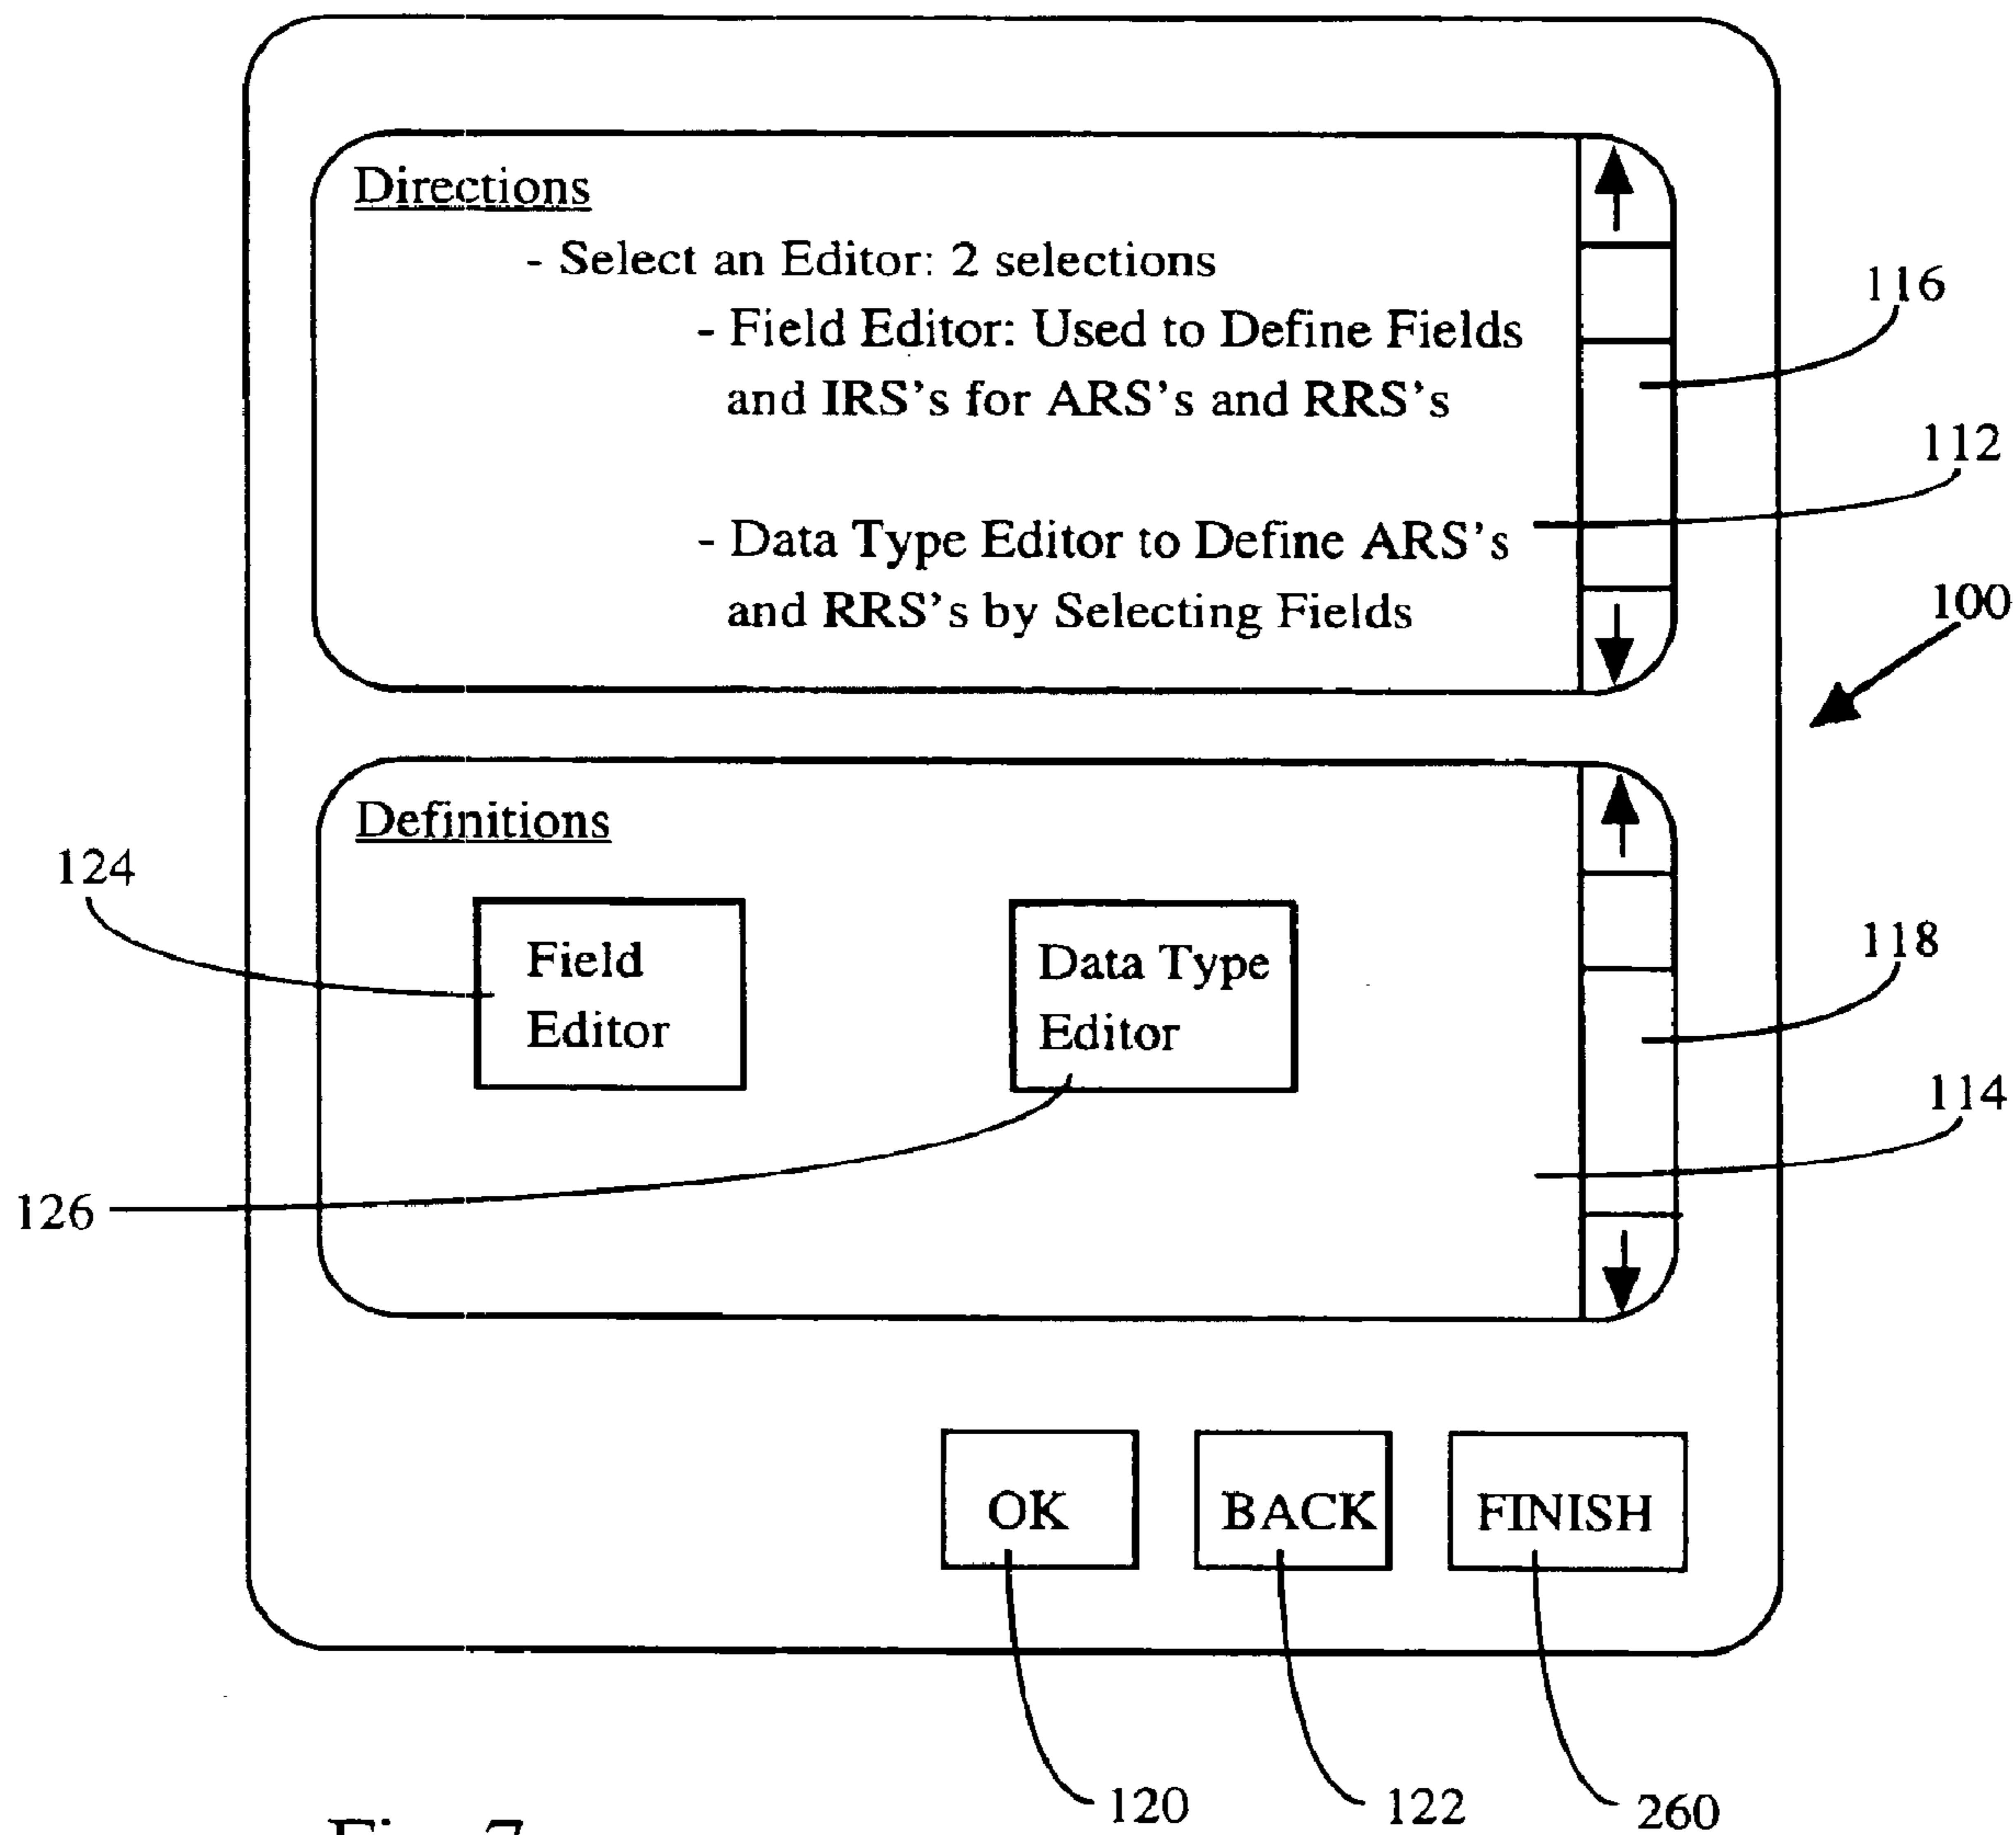 Directions
- Select an Editor: 2 selections
- Field Editor: Used to Define Fields
and IRS's for ARS's and RRS's
- Data Type Editor to Define ARS's
and RRS's by Selecting Fields
116
112
100
Definitions
124
Field
Editor
Data Type
Editor
118
114
126
OK
BACK
FINISH
120
122
260